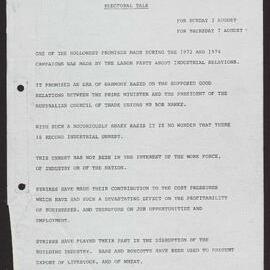 ELECTORAL TALK
FOR SUNDAY 3 AUGUST
FOR THURSDAY 7 AUGUST
ONE OF THE HOLLOWEST PROMISES MADE DURING THE 1972 AND 1974
CAMPAIGNS WAS MADE BY THE LABOR PARTY ABOUT INDUSTRIAL RELATIONS.
IT PROMISED AN ERA OF HARMONY BASED ON THE SUPPOSED GOOD
RELATIONS BETWEEN THE PRIME MINISTER AND THE PRESIDENT OF THE
AUSTRALIAN COUNCIL OF TRADE UNIONS MR BOB HAWKE.
WITH SUCH A NOTORIOUSLY SHAKY BASIS IT IS NO WONDER THAT THERE
IS RECORD INDUSTRIAL UNREST.
THIS UNREST HAS NOT BEEN IN THE INTEREST OF THE WORK FORCE,
OF INDUSTRY OR OF THE NATION.
STRIKES HAVE MADE THEIR CONTRIBUTION TO THE COST PRESSURES
WHICH HAVE HAD SUCH A DEVASTATING EFFECT ON THE PROFITABILITY
OF BUSINESSES, AND THEREFORE ON JOB OPPORTUNITIES AND
EMPLOYMENT.
STRIKES HAVE PLAYED THEIR PART IN THE DISRUPTION OF THE
BUILDING INDUSTRY. BANS AND BOYCOTTS HAVE BEEN USED TO PREVENT
EXPORT OF LIVESTOCK, AND OF WHEAT.